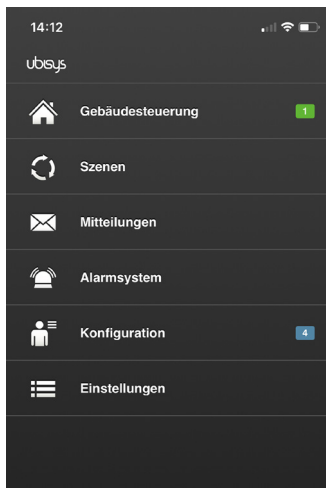 14:12
ubisys
Gebäudesteuerung 1
Szenen
Mitteilungen
Alarmsystem
Konfiguration 4
Einstellungen